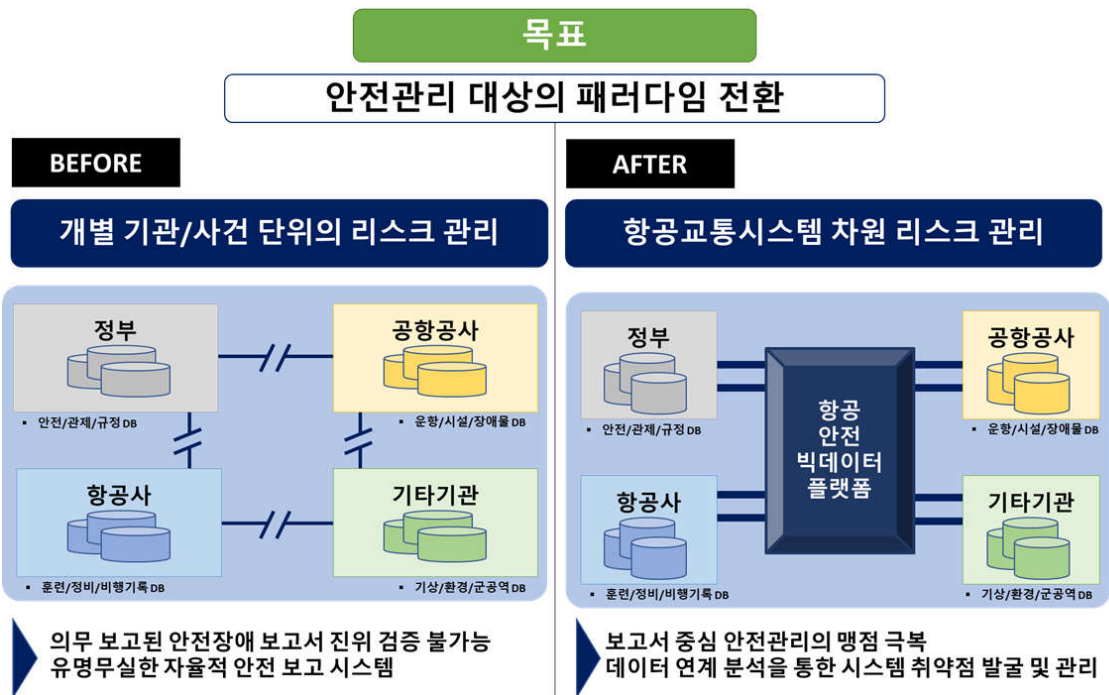 목표
안전관리 대상의 패러다임 전환
BEFORE
개별 기관/사건 단위의 리스크 관리
정부
▪ 안전/관제/규정 DB
공항공사
▪ 운항/시설/장애물 DB
항공사
▪ 훈련/정비/비행기록 DB
기타기관
▪ 기상/환경/군공역 DB
의무 보고된 안전장애 보고서 진위 검증 불가능
유명무실한 자율적 안전 보고 시스템
AFTER
항공교통시스템 차원 리스크 관리
정부
▪ 안전/관제/규정 DB
공항공사
▪ 운항/시설/장애물 DB
항공
안전
빅데이터
플랫폼
항공사
▪ 훈련/정비/비행기록 DB
기타기관
▪ 기상/환경/군공역 DB
보고서 중심 안전관리의 맹점 극복
데이터 연계 분석을 통한 시스템 취약점 발굴 및 관리